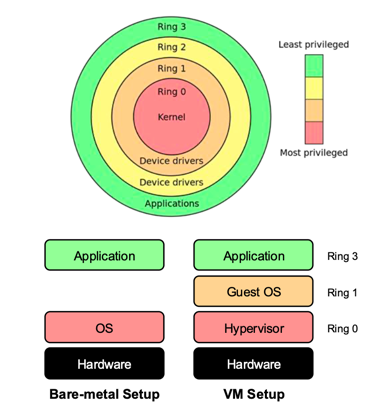 Ring 3
Ring 2
Ring 1
Ring 0
Kernel
Device drivers
Device drivers
Applications
Least privileged
Most privileged
Application
Application
Ring 3
Guest OS
Ring 1
OS
Hypervisor
Ring 0
Hardware
Hardware
Bare-metal Setup
VM Setup